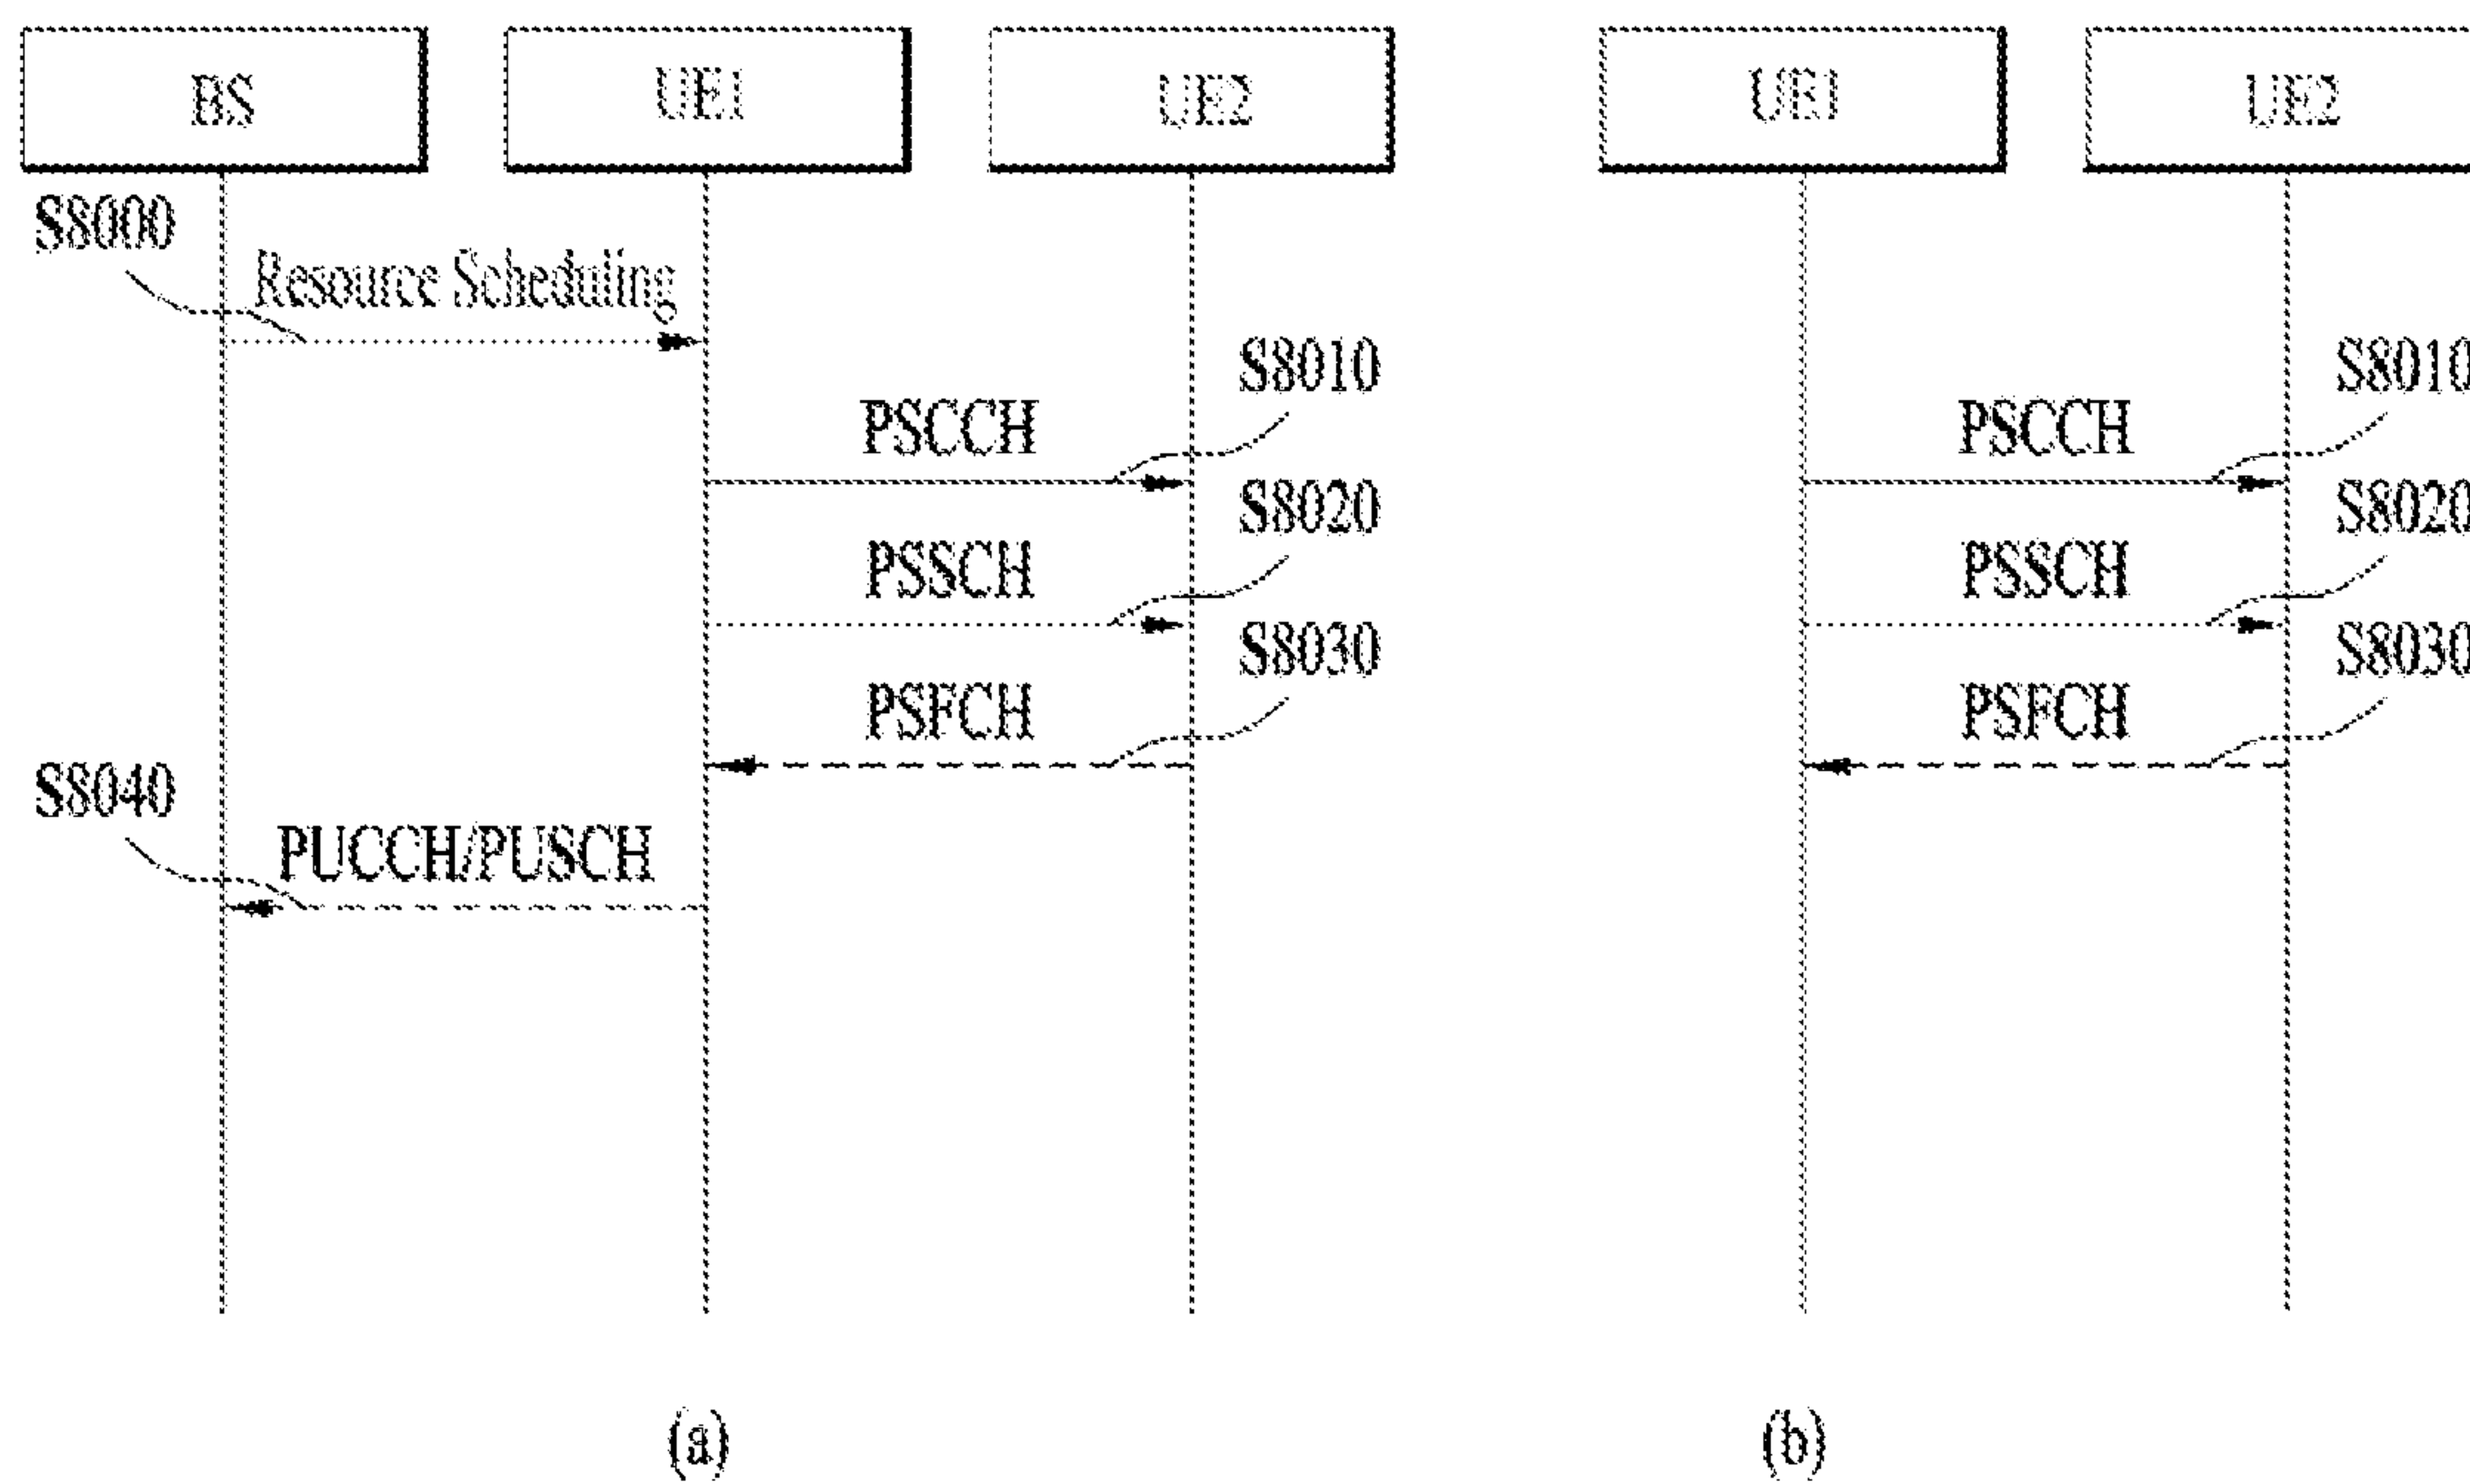 BS
UE1
UE2
S8000
Resource Scheduling
S8010
PSCCH
S8020
PSSCH
S8030
PSFCH
S8040
PUCCH/PUSCH
(a)
UE1
UE2
S8010
PSCCH
S8020
PSSCH
S8030
PSFCH
(b)